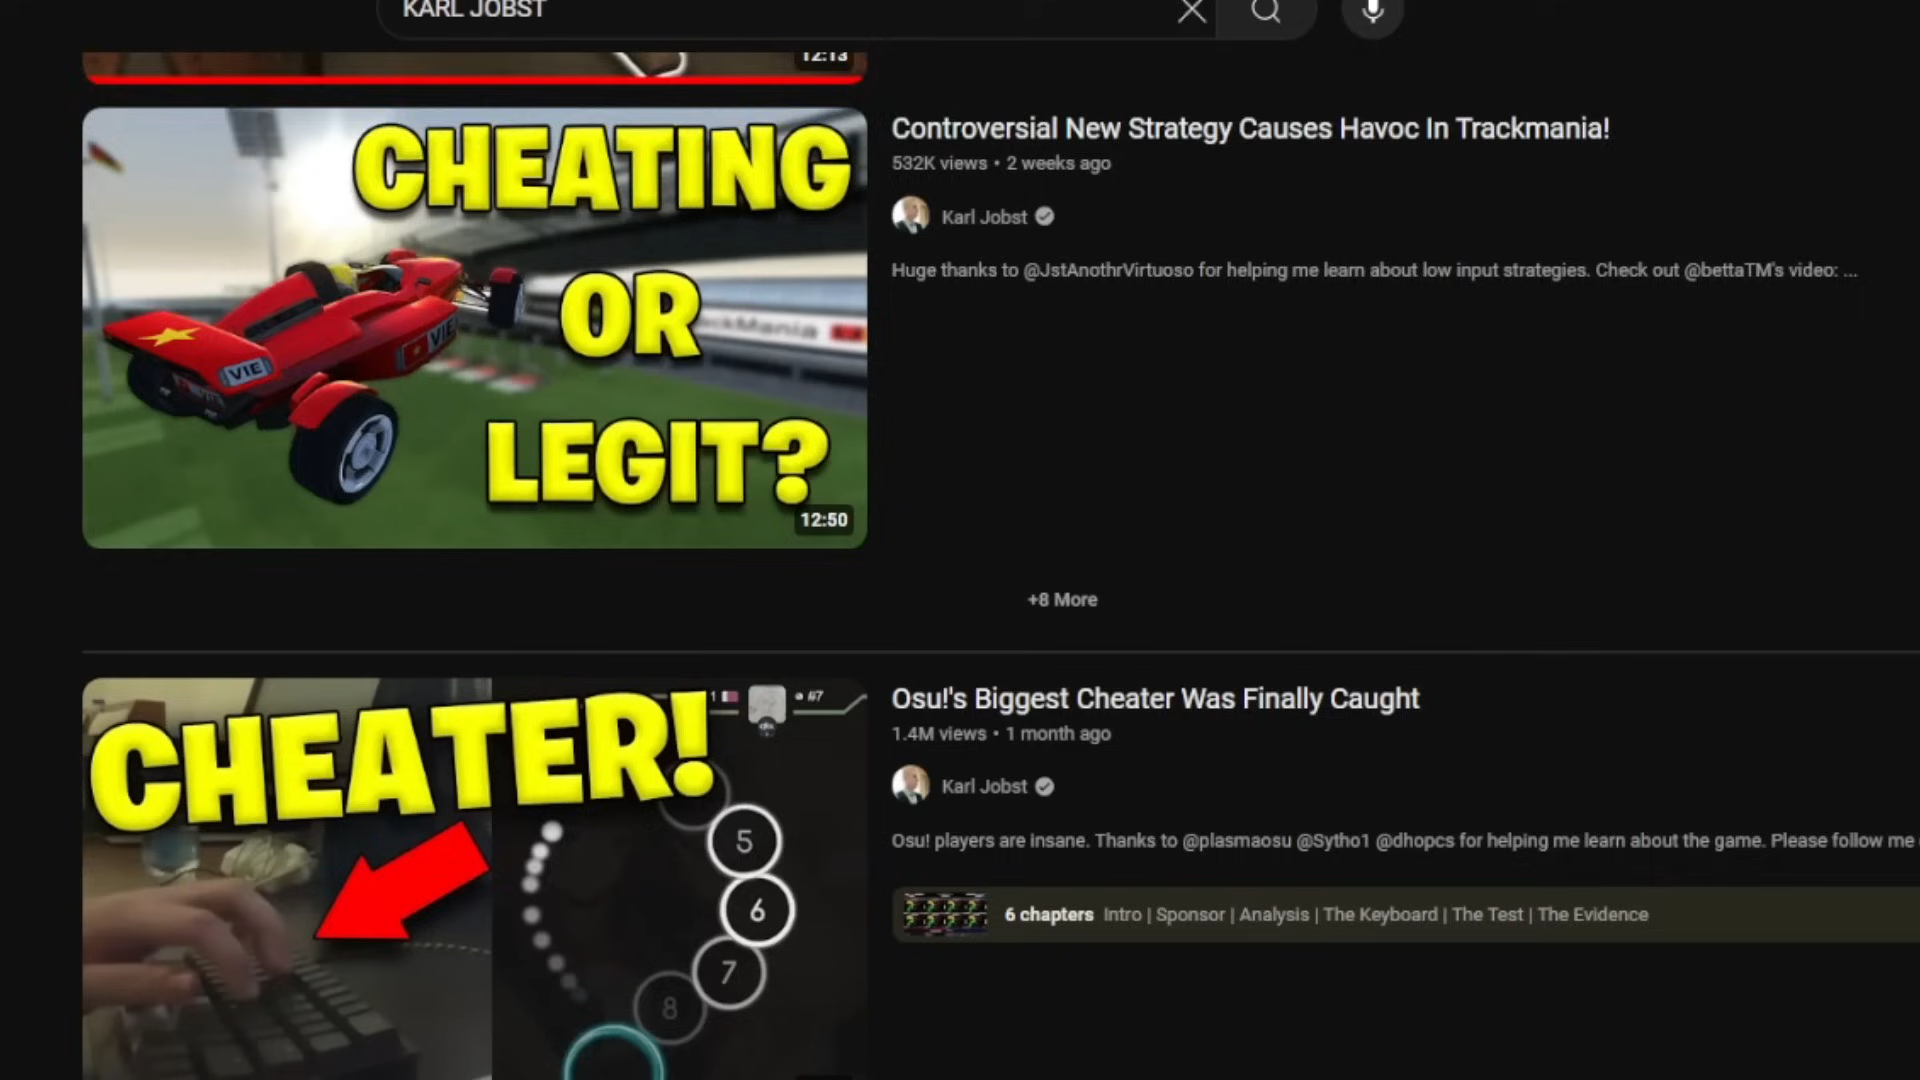 KARL JOBST
12:13
CHEATING
OR
LEGIT?
VIE
VIE
12:50
Controversial New Strategy Causes Havoc In Trackmania!
532K views • 2 weeks ago
Karl Jobst
Huge thanks to @JstAnothrVirtuoso for helping me learn about low input strategies. Check out @bettaTM's video: ...
+8 More
CHEATER!
1
#7
5
6
7
8
Osu!'s Biggest Cheater Was Finally Caught
1.4M views • 1 month ago
Karl Jobst
Osu! players are insane. Thanks to @plasmaosu @Sytho1 @dhopcs for helping me learn about the game. Please follow me
6 chapters Intro | Sponsor | Analysis | The Keyboard | The Test | The Evidence